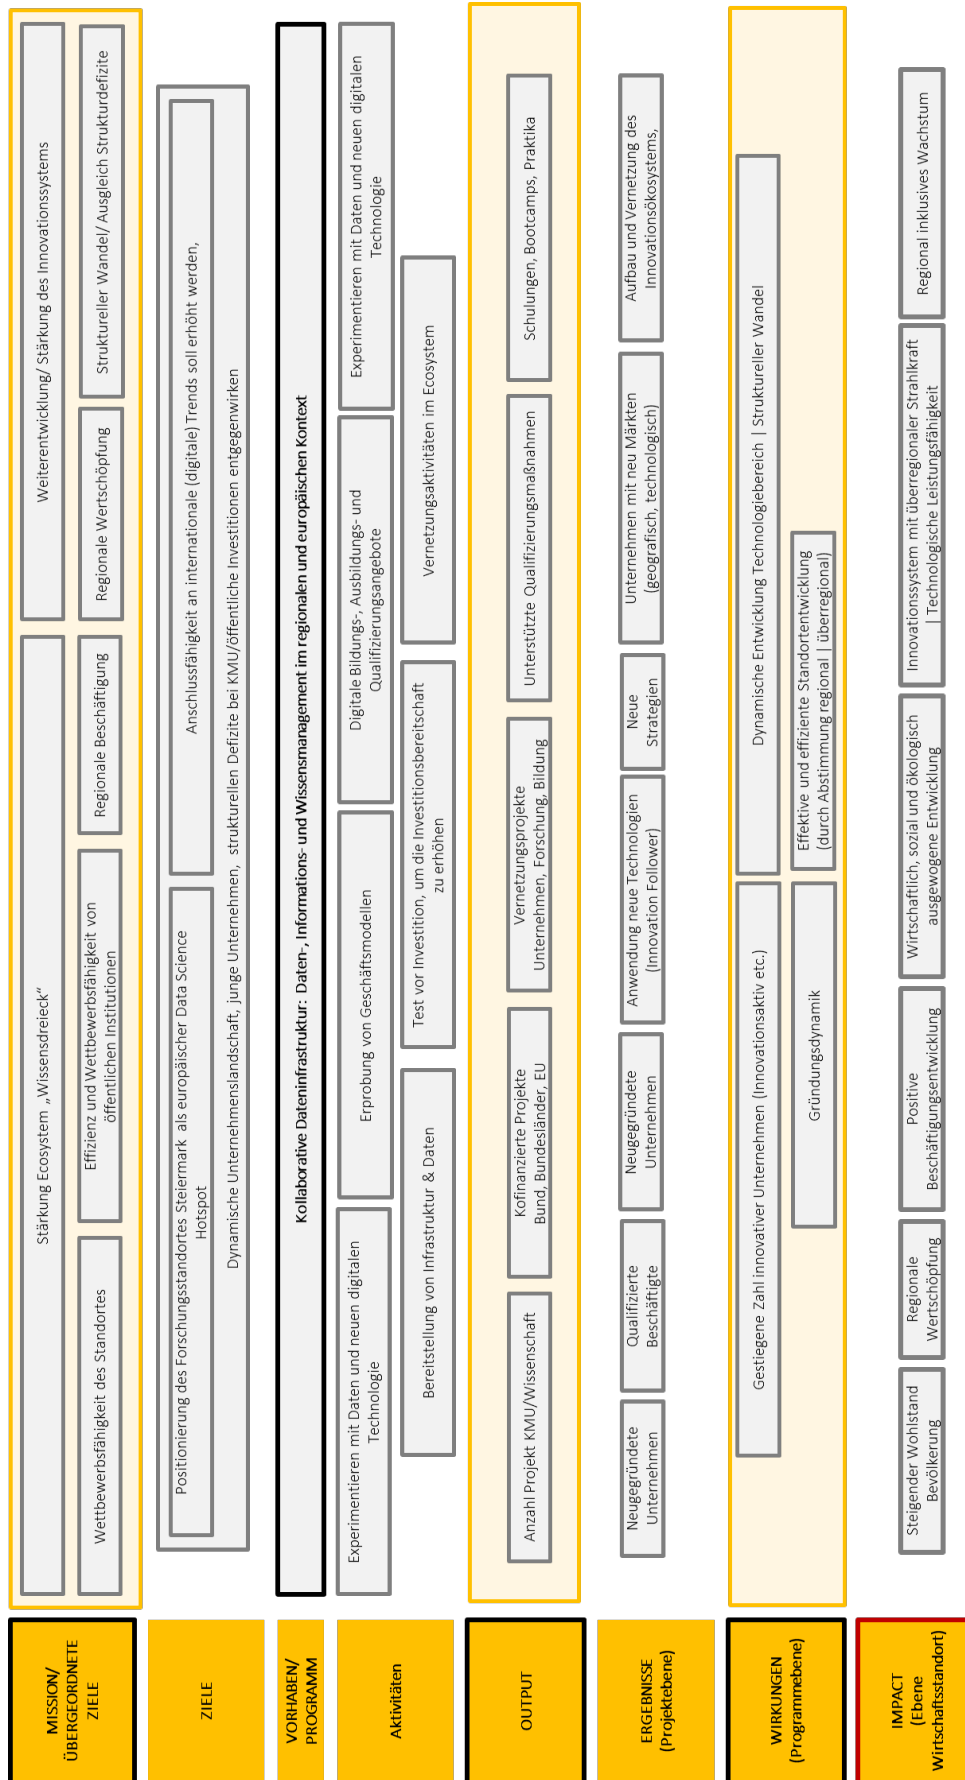 MISSION/
ÜBERGEORDNETE
ZIELE
Stärkung Ecosystem „Wissensdreieck“
Weiterentwicklung/ Stärkung des Innovationssystems
Wettbewerbsfähigkeit des Standortes
Effizienz und Wettbewerbsfähigkeit von
öffentlichen Institutionen
Regionale Beschäftigung
Regionale Wertschöpfung
Struktureller Wandel/ Ausgleich Strukturdefizite
ZIELE
Positionierung des Forschungsstandortes Steiermark als europäischer Data Science
Hotspot
Anschlussfähigkeit an internationale (digitale) Trends soll erhöht werden,
Dynamische Unternehmenslandschaft, junge Unternehmen, strukturellen Defizite bei KMU/öffentliche Investitionen entgegenwirken
VORHABEN/
PROGRAMM
Kollaborative Dateninfrastruktur: Daten-, Informations- und Wissensmanagement im regionalen und europäischen Kontext
Aktivitäten
Experimentieren mit Daten und neuen digitalen
Technologie
Erprobung von Geschäftsmodellen
Digitale Bildungs-, Ausbildungs- und
Qualifizierungsangebote
Experimentieren mit Daten und neuen digitalen
Technologie
Bereitstellung von Infrastruktur & Daten
Test vor Investition, um die Investitionsbereitschaft
zu erhöhen
Vernetzungsaktivitäten im Ecosystem
OUTPUT
Anzahl Projekt KMU/Wissenschaft
Kofinanzierte Projekte
Bund, Bundesländer, EU
Vernetzungsprojekte
Unternehmen, Forschung, Bildung
Unterstützte Qualifizierungsmaßnahmen
Schulungen, Bootcamps, Praktika
ERGEBNISSE
(Projektebene)
Neugegründete
Unternehmen
Qualifizierte
Beschäftigte
Neugegründete
Unternehmen
Anwendung neue Technologien
(Innovation Follower)
Neue
Strategien
Unternehmen mit neu Märkten
(geografisch, technologisch)
Aufbau und Vernetzung des
Innovationsökosystems,
WIRKUNGEN
(Programmebene)
Gestiegene Zahl innovativer Unternehmen (Innovationsaktiv etc.)
Dynamische Entwicklung Technologiebereich | Struktureller Wandel
Gründungsdynamik
Effektive und effiziente Standortentwicklung
(durch Abstimmung regional | überregional)
IMPACT
(Ebene
Wirtschaftsstandort)
Steigender Wohlstand
Bevölkerung
Regionale
Wertschöpfung
Positive
Beschäftigungsentwicklung
Wirtschaftlich, sozial und ökologisch
ausgewogene Entwicklung
Innovationssystem mit überregionaler Strahlkraft
| Technologische Leistungsfähigkeit
Regional inklusives Wachstum